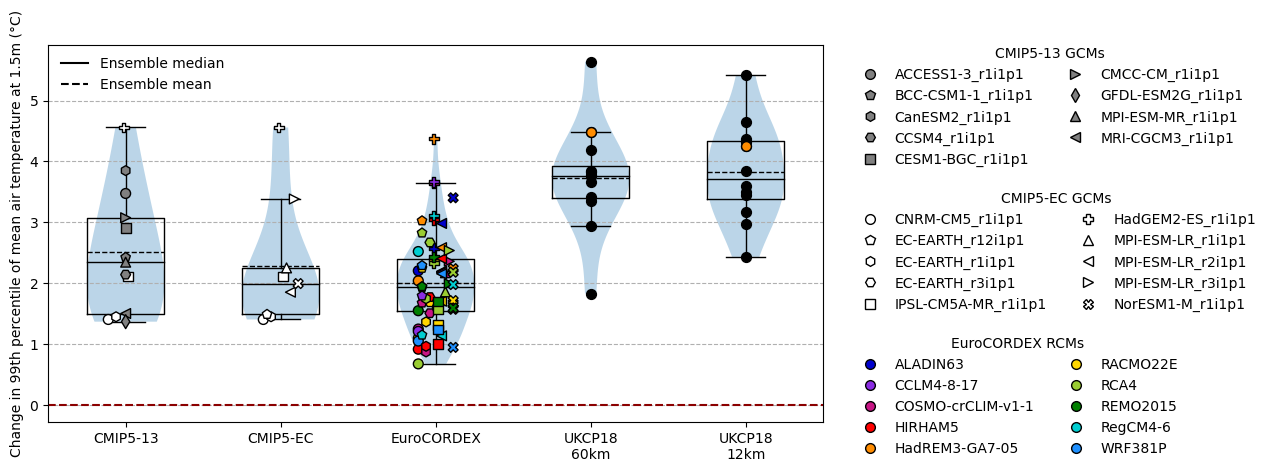 Change in 99th percentile of mean air temperature at 1.5m (°C)
Ensemble median
Ensemble mean
5
4
3
2
1
0
CMIP5-13
CMIP5-EC
EuroCORDEX
UKCP18
60km
UKCP18
12km
CMIP5-13 GCMs
ACCESS1-3_r1i1p1
BCC-CSM1-1_r1i1p1
CanESM2_r1i1p1
CCSM4_r1i1p1
CESM1-BGC_r1i1p1
CMCC-CM_r1i1p1
GFDL-ESM2G_r1i1p1
MPI-ESM-MR_r1i1p1
MRI-CGCM3_r1i1p1
CMIP5-EC GCMs
CNRM-CM5_r1i1p1
EC-EARTH_r12i1p1
EC-EARTH_r1i1p1
EC-EARTH_r3i1p1
IPSL-CM5A-MR_r1i1p1
HadGEM2-ES_r1i1p1
MPI-ESM-LR_r1i1p1
MPI-ESM-LR_r2i1p1
MPI-ESM-LR_r3i1p1
NorESM1-M_r1i1p1
EuroCORDEX RCMs
ALADIN63
CCLM4-8-17
COSMO-crCLIM-v1-1
HIRHAM5
HadREM3-GA7-05
RACMO22E
RCA4
REMO2015
RegCM4-6
WRF381P